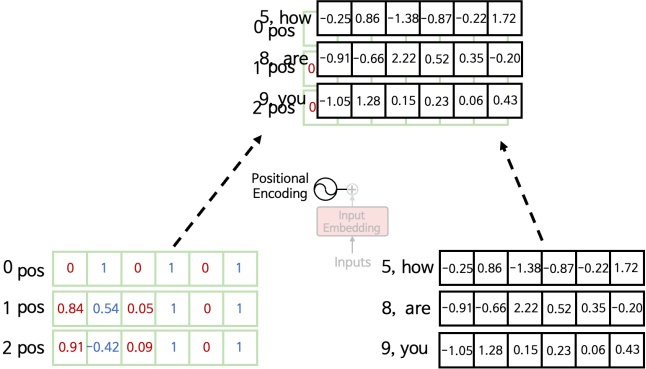 5, how −0.25 0.86 −1.38 −0.87 −0.22 1.72
0 pos
8, are −0.91 −0.66 2.22 0.52 0.35 −0.20
1 pos 0
9, you −1.05 1.28 0.15 0.23 0.06 0.43
2 pos 0
Positional
Encoding
+
Input
Embedding
Inputs
0 pos 0 1 0 1 0 1
1 pos 0.84 0.54 0.05 1 0 1
2 pos 0.91 −0.42 0.09 1 0 1
5, how −0.25 0.86 −1.38 −0.87 −0.22 1.72
8, are −0.91 −0.66 2.22 0.52 0.35 −0.20
9, you −1.05 1.28 0.15 0.23 0.06 0.43